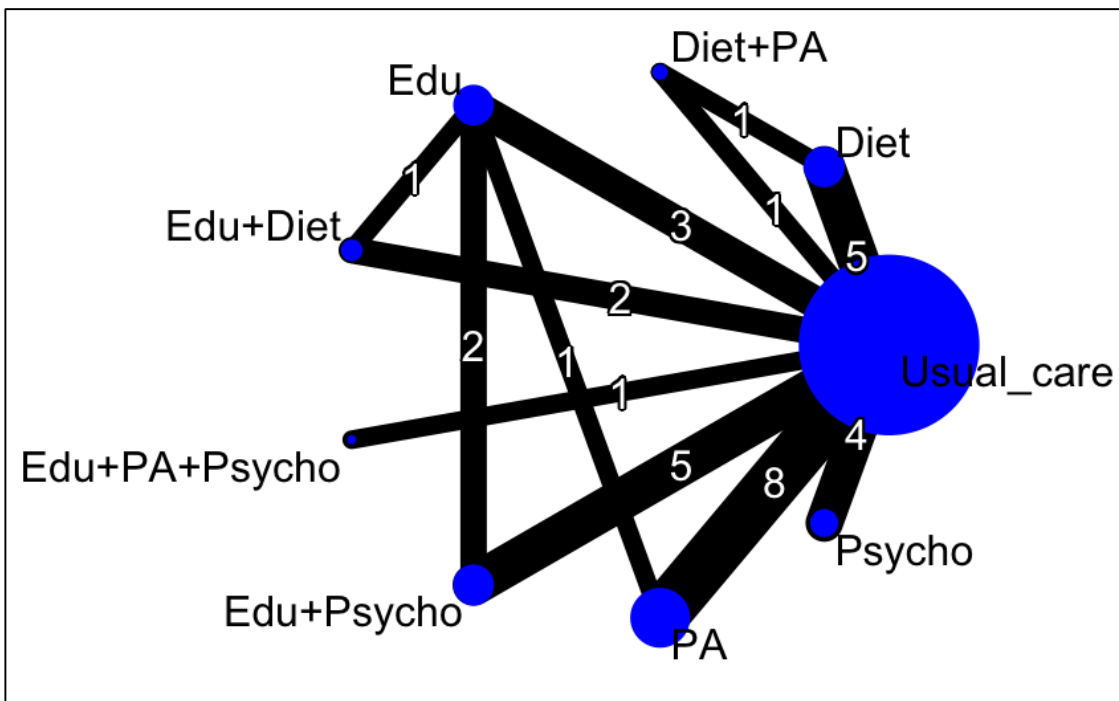 Diet+PA
Edu
1
Diet
1
Edu+Diet
1
3
5
2
2
1
Usual_care
1
4
Edu+PA+Psycho
5
8
Psycho
Edu+Psycho
PA